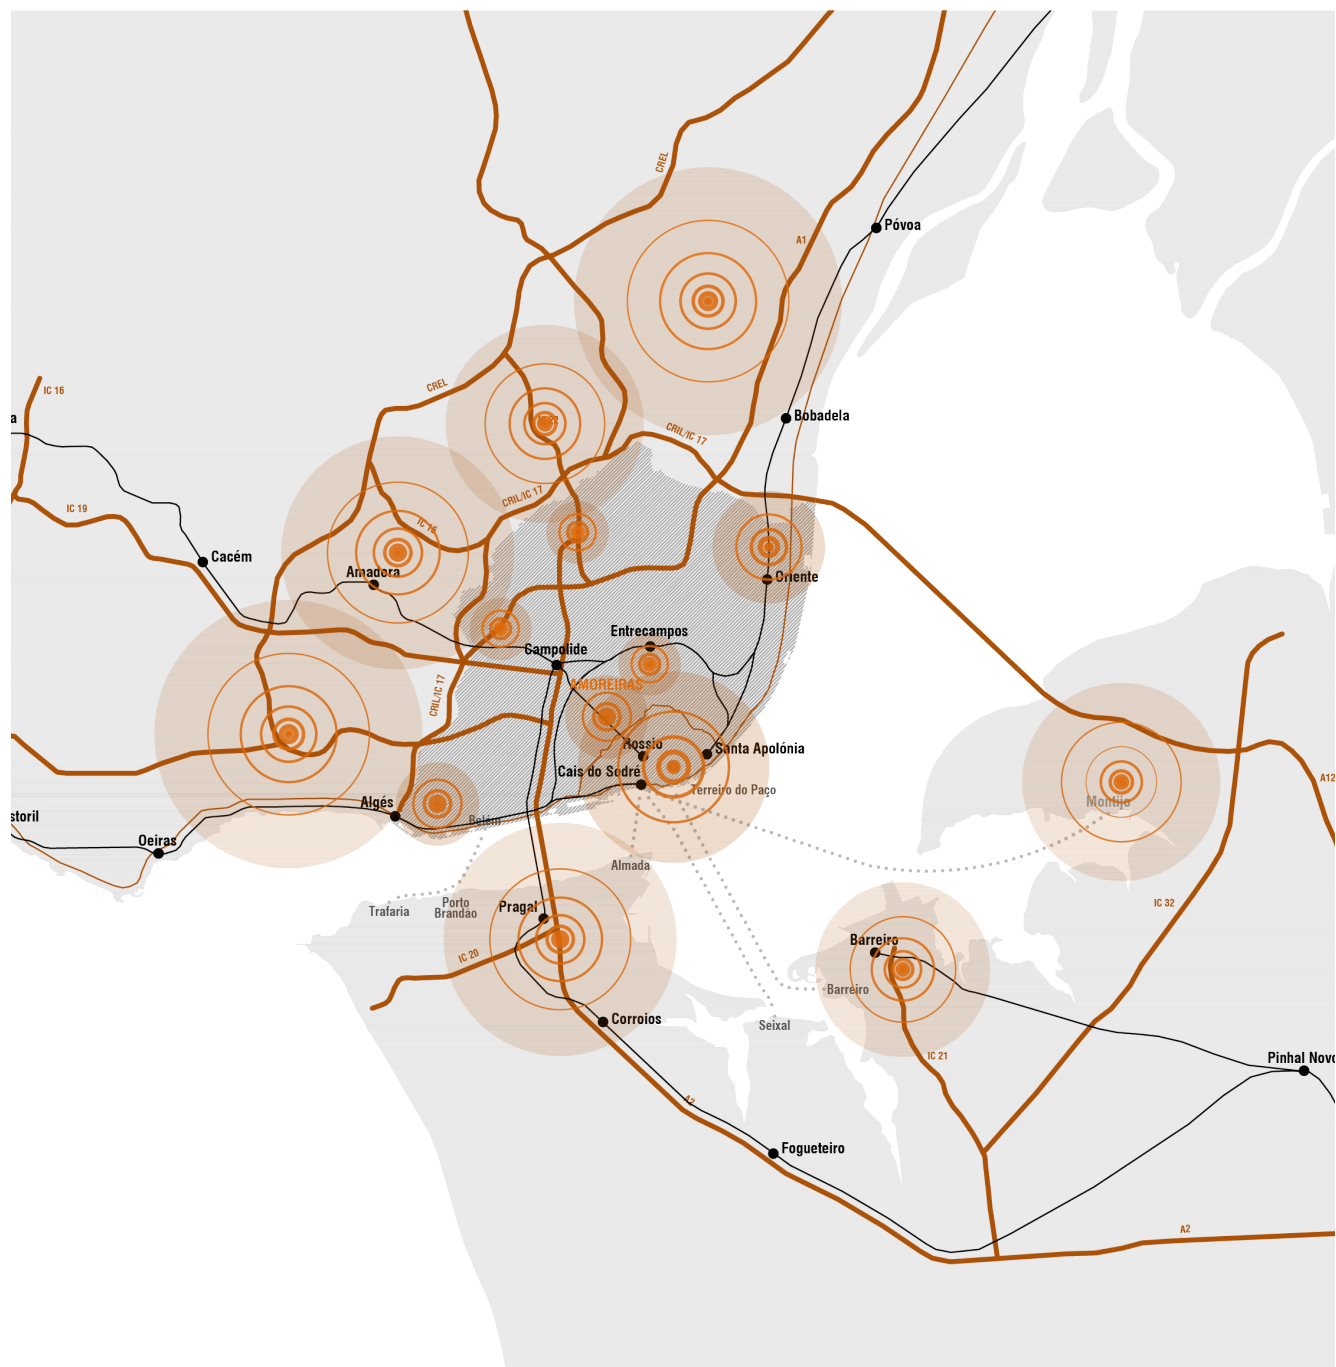 CREL
Póvoa
A1
IC 16
CREL
a
Bobadela
IC 22
CRIL/IC 17
CRIL/IC 17
IC 19
IC 16
Cacém
Amadora
Oriente
Entrecampos
Campolide
AMOREIRAS
CRIL/IC 17
Rossio
Santa Apolónia
Cais do Sodré
A12
Terreiro do Paço
Algés
Montijo
storil
Belém
Oeiras
Almada
Trafaria
Porto
Brandão
Pragal
IC 32
IC 20
Barreiro
Barreiro
Corroios
Seixal
IC 21
Pinhal Novo
A2
Fogueteiro
A2